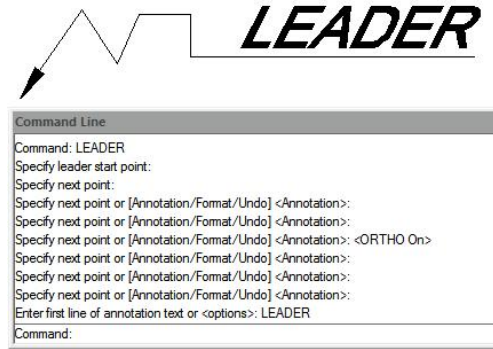 LEADER
Command Line
Command: LEADER
Specify leader start point:
Specify next point:
Specify next point or [Annotation/Format/Undo] <Annotation>:
Specify next point or [Annotation/Format/Undo] <Annotation>:
Specify next point or [Annotation/Format/Undo] <Annotation>: <ORTHO On>
Specify next point or [Annotation/Format/Undo] <Annotation>:
Specify next point or [Annotation/Format/Undo] <Annotation>:
Specify next point or [Annotation/Format/Undo] <Annotation>:
Enter first line of annotation text or <options>: LEADER
Command: